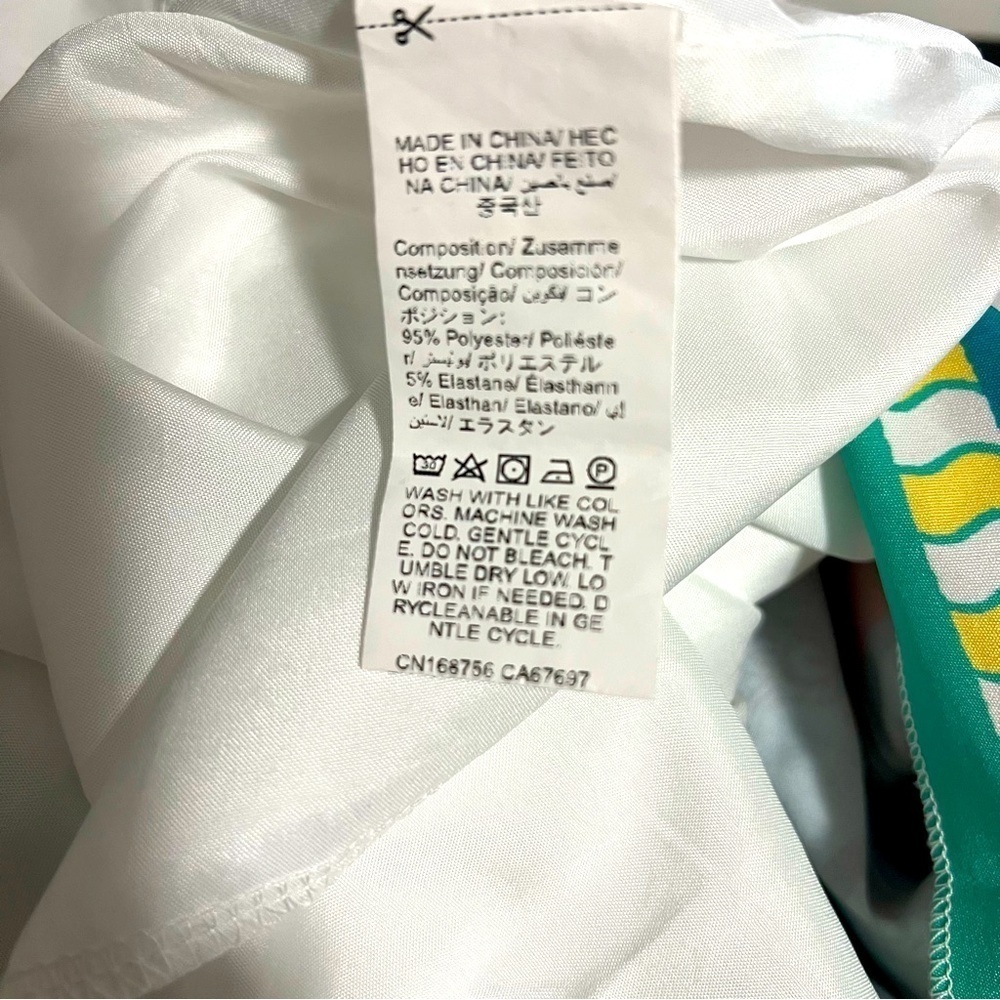 MADE IN CHINA/ HEC
HO EN CHINA/ FEITO
NA CHINA/ صنع بالصين/
중국산
Composition/ Zusamme
nsetzung/ Composición/
Composição/ コン
ポジション:
95% Polyester/ Poliéste
r/ ポリエステル
5% Elastane/ Élasthann
e/ Elasthan/ Elastano/ إي
لاستين/ エラスタン
30 P
WASH WITH LIKE COL
ORS. MACHINE WASH
COLD. GENTLE CYCL
E. DO NOT BLEACH. T
UMBLE DRY LOW. LO
W IRON IF NEEDED. D
RYCLEANABLE IN GE
NTLE CYCLE.
CN168756 CA67697